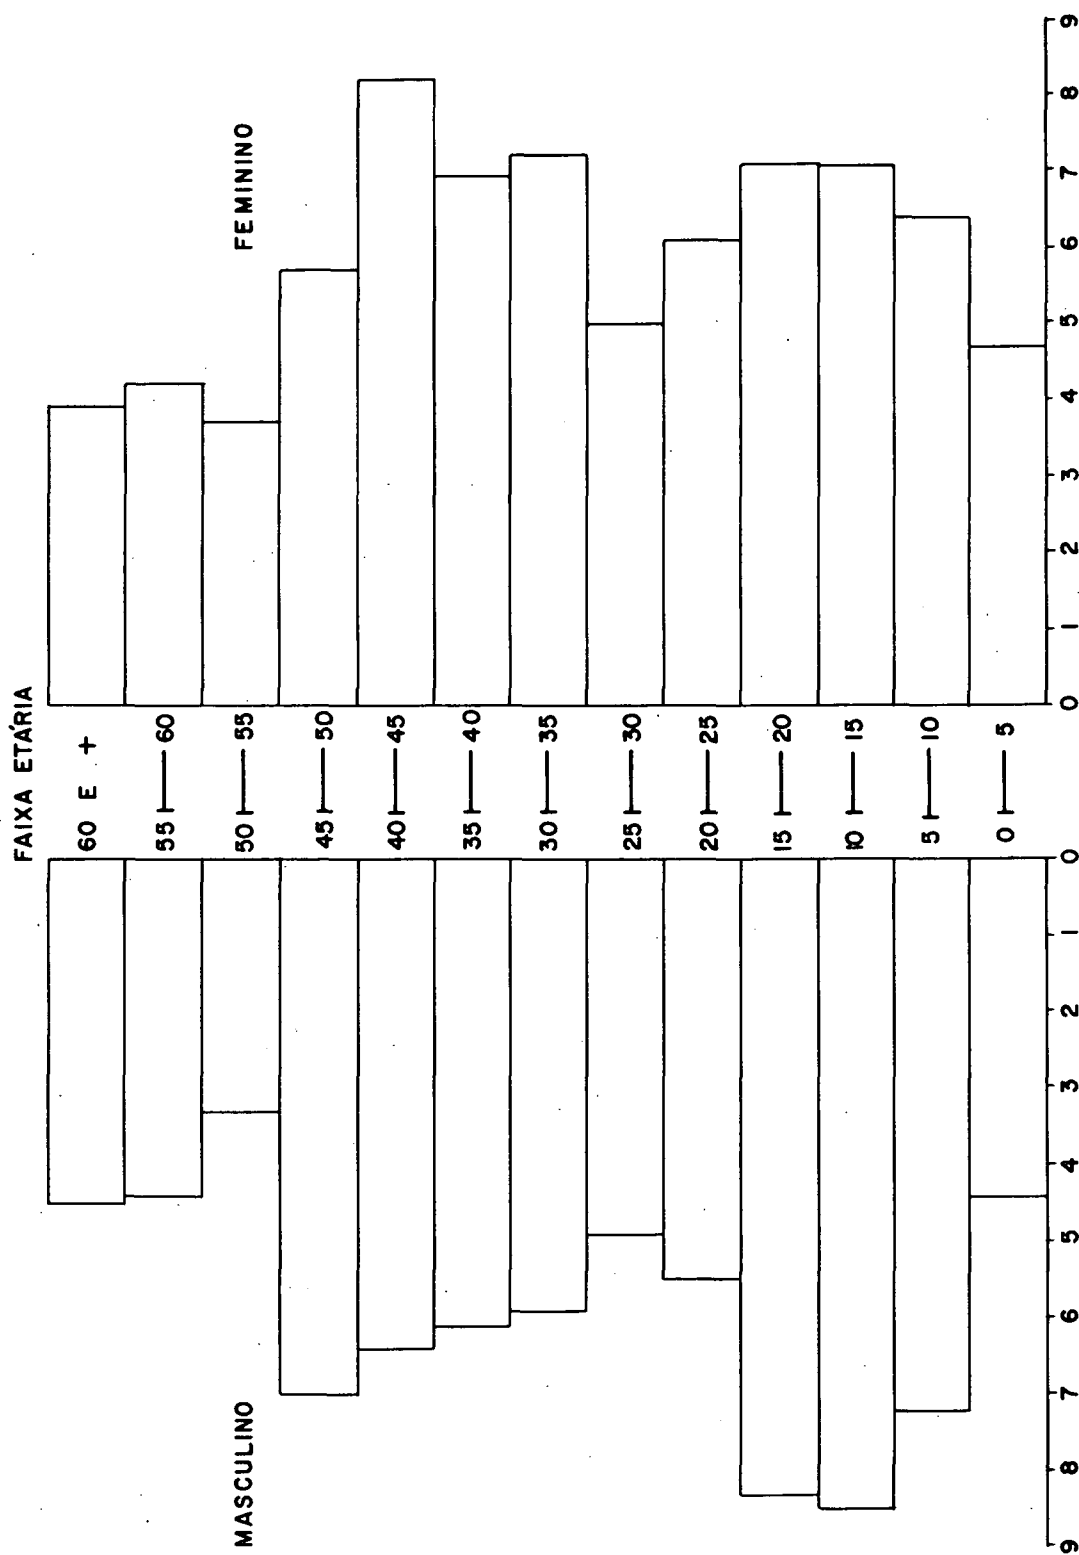 FAIXA ETÁRIA
MASCULINO
FEMININO
60 E +
55 ├── 60
50 ├── 55
45 ├── 50
40 ├── 45
35 ├── 40
30 ├── 35
25 ├── 30
20 ├── 25
15 ├── 20
10 ├── 15
5 ├── 10
0 ├── 5
9 8 7 6 5 4 3 2 1 0 0 1 2 3 4 5 6 7 8 9